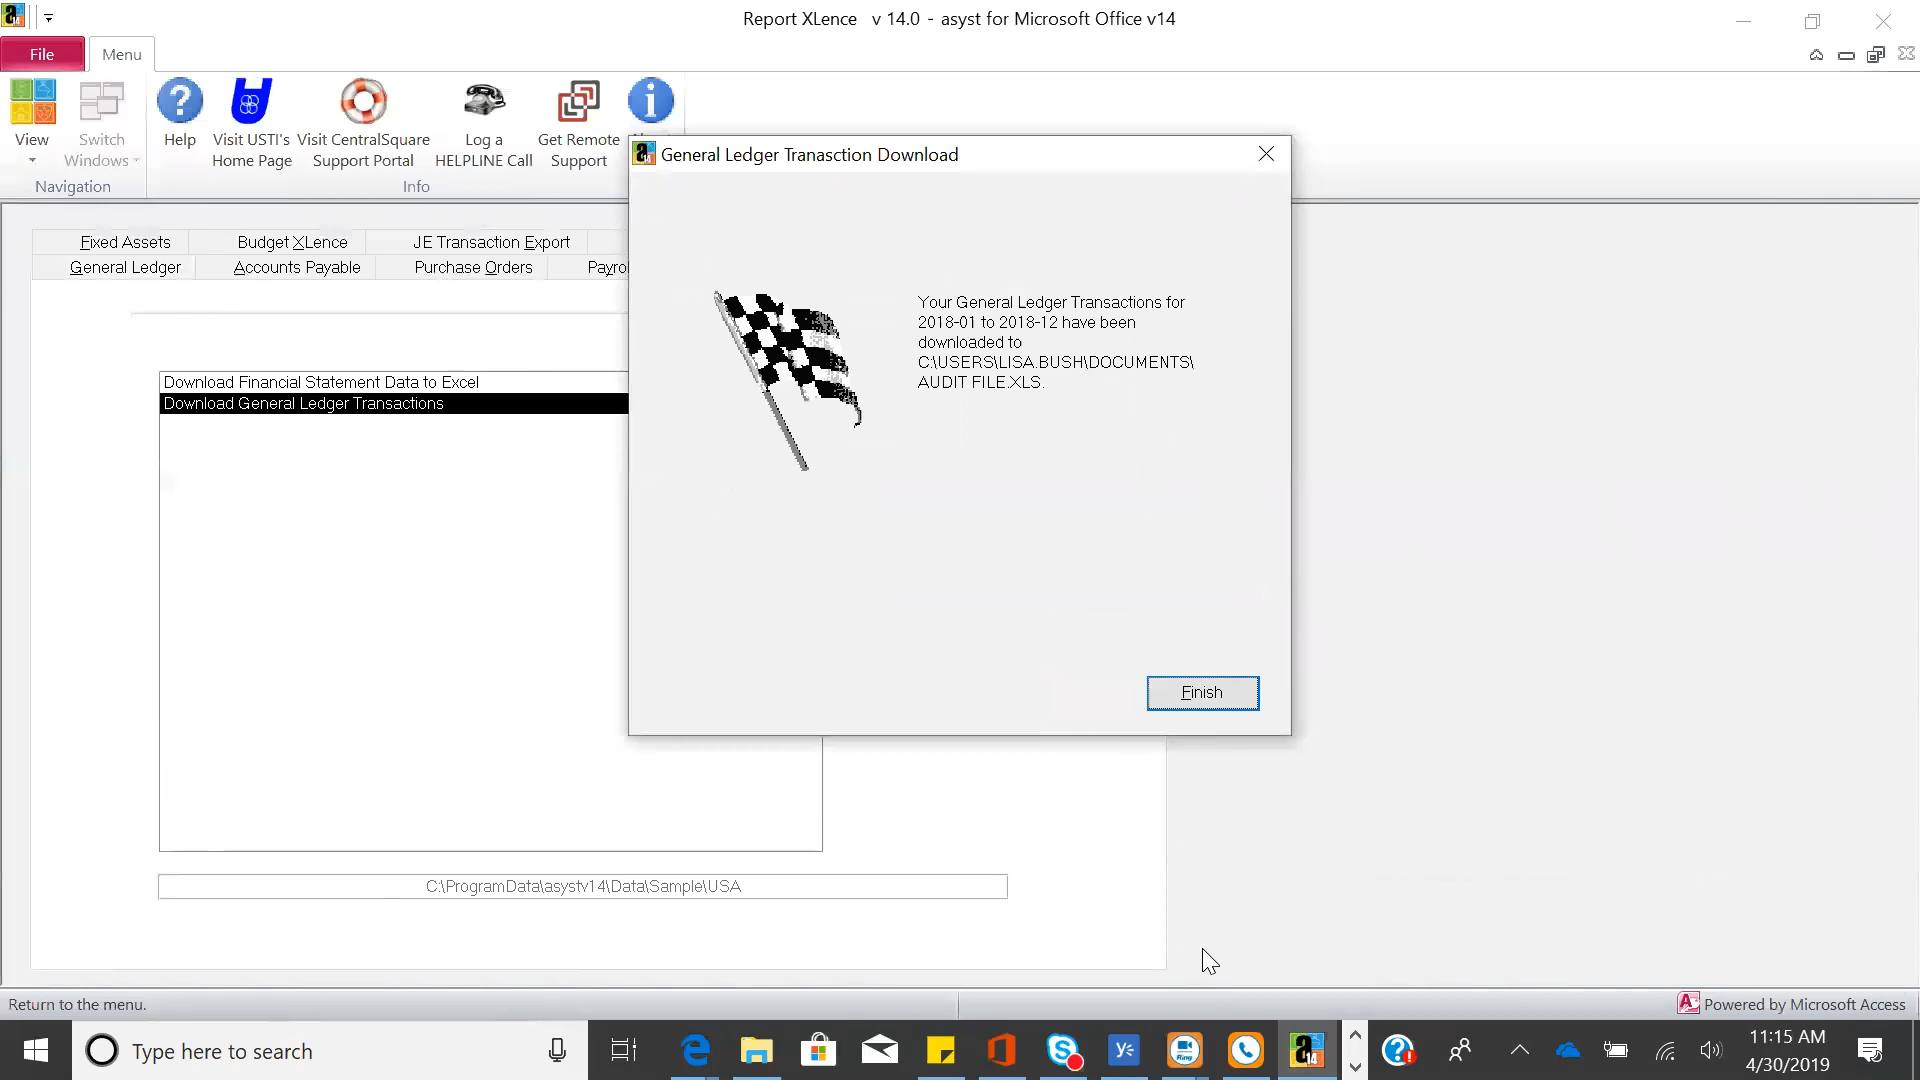 Report XLence v 14.0 - asyst for Microsoft Office v14
File
Menu
View
Switch
Windows
Navigation
Help
Visit USTI's
Home Page
Visit CentralSquare
Support Portal
Log a
HELPLINE Call
Get Remote
Support
Info
General Ledger Tranasction Download
Fixed Assets
Budget XLence
JE Transaction Export
General Ledger
Accounts Payable
Purchase Orders
Payrol
Your General Ledger Transactions for
2018-01 to 2018-12 have been
downloaded to
C:\USERS\LISA.BUSH\DOCUMENTS\
AUDIT FILE.XLS.
Download Financial Statement Data to Excel
Download General Ledger Transactions
Finish
C:\ProgramData\asystv14\Data\Sample\USA
Return to the menu.
Powered by Microsoft Access
Type here to search
Ring
11:15 AM
4/30/2019